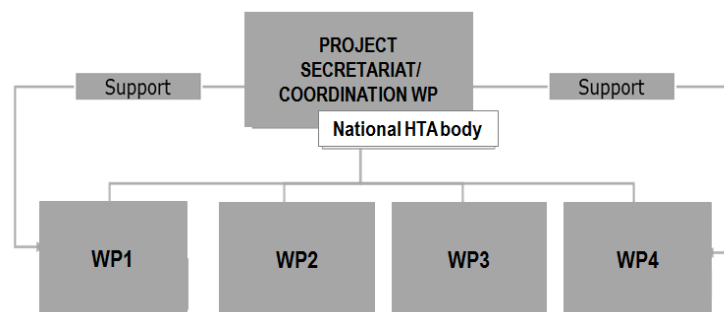 PROJECT
SECRETARIAT/
COORDINATION WP
Support
Support
National HTA body
WP1
WP2
WP3
WP4